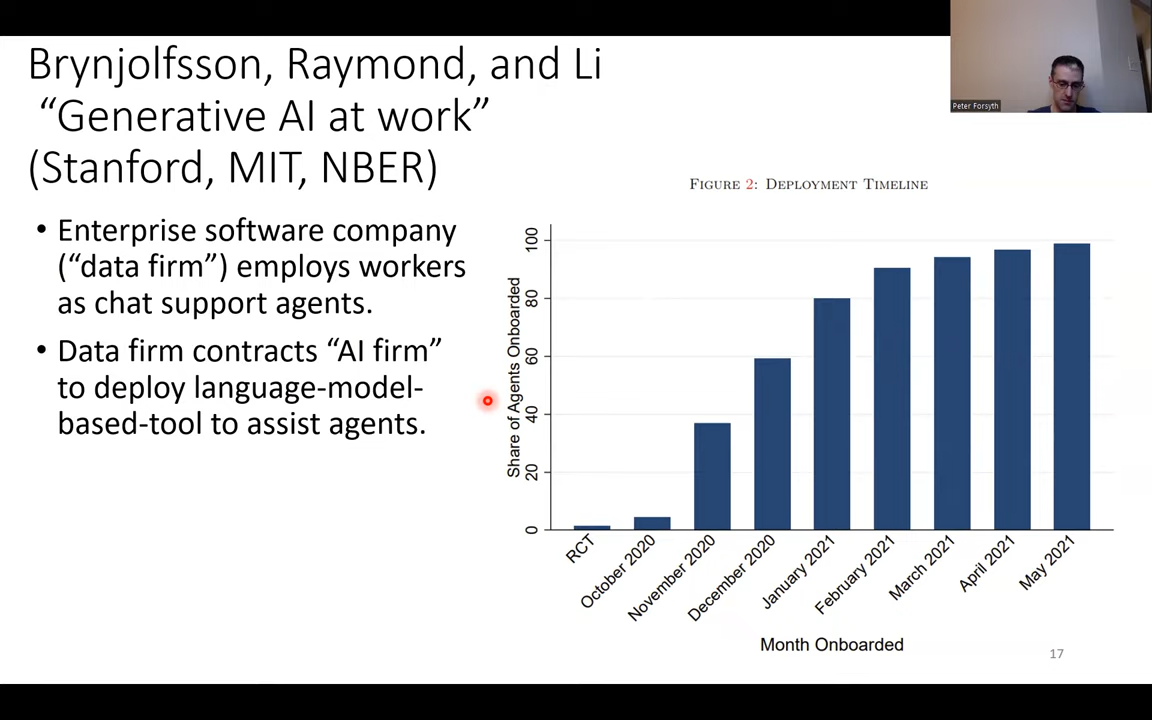 Brynjolfsson, Raymond, and Li
“Generative AI at work”
(Stanford, MIT, NBER)
Peter Forsyth
• Enterprise software company
(“data firm”) employs workers
as chat support agents.
• Data firm contracts “AI firm”
to deploy language-model-
based-tool to assist agents.
FIGURE 2: DEPLOYMENT TIMELINE
Share of Agents Onboarded
100
80
60
40
20
0
RCT
October 2020
November 2020
December 2020
January 2021
February 2021
March 2021
April 2021
May 2021
Month Onboarded
17